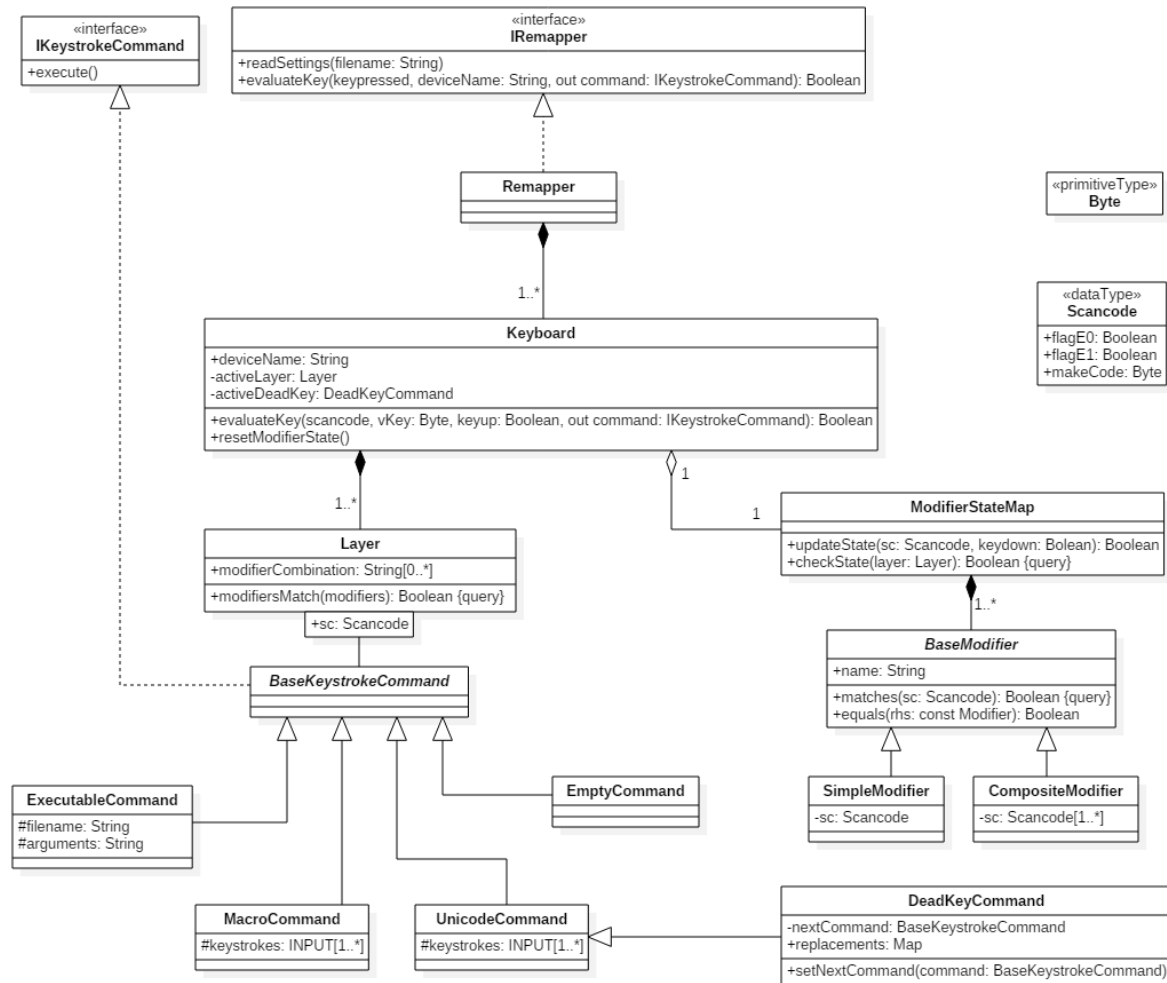 «interface»
IKeystrokeCommand
+execute()
«interface»
IRemapper
+readSettings(filename: String)
+evaluateKey(keypressed, deviceName: String, out command: IKeystrokeCommand): Boolean
Remapper
«primitiveType»
Byte
1..*
«dataType»
Scancode
+flagE0: Boolean
+flagE1: Boolean
+makeCode: Byte
Keyboard
+deviceName: String
-activeLayer: Layer
-activeDeadKey: DeadKeyCommand
+evaluateKey(scancode, vKey: Byte, keyup: Boolean, out command: IKeystrokeCommand): Boolean
+resetModifierState()
1
1..*
1
ModifierStateMap
+updateState(sc: Scancode, keydown: Bolean): Boolean
+checkState(layer: Layer): Boolean {query}
Layer
+modifierCombination: String[0..*]
+modifiersMatch(modifiers): Boolean {query}
+sc: Scancode
1..*
BaseModifier
+name: String
+matches(sc: Scancode): Boolean {query}
+equals(rhs: const Modifier): Boolean
BaseKeystrokeCommand
ExecutableCommand
#filename: String
#arguments: String
EmptyCommand
SimpleModifier
-sc: Scancode
CompositeModifier
-sc: Scancode[1..*]
MacroCommand
#keystrokes: INPUT[1..*]
UnicodeCommand
#keystrokes: INPUT[1..*]
DeadKeyCommand
-nextCommand: BaseKeystrokeCommand
+replacements: Map
+setNextCommand(command: BaseKeystrokeCommand)